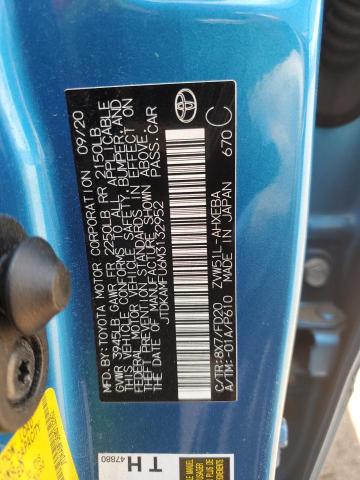 MFD. BY: TOYOTA MOTOR CORPORATION 09/20
GVWR 3945LB GAWR FR 2250LB RR 2150LB
THIS VEHICLE CONFORMS TO ALL APPLICABLE
FEDERAL MOTOR VEHICLE SAFETY, BUMPER, AND
THEFT PREVENTION STANDARDS IN EFFECT ON
THE DATE OF MANUFACTURE SHOWN ABOVE.
JTDKAMFU6M3132952 PASS.CAR
C/TR:8X7/FD20 ZVW51L-AHXEBA
A/TM:-01A/P610 MADE IN JAPAN 670 C
TOYOTA
TH
47880